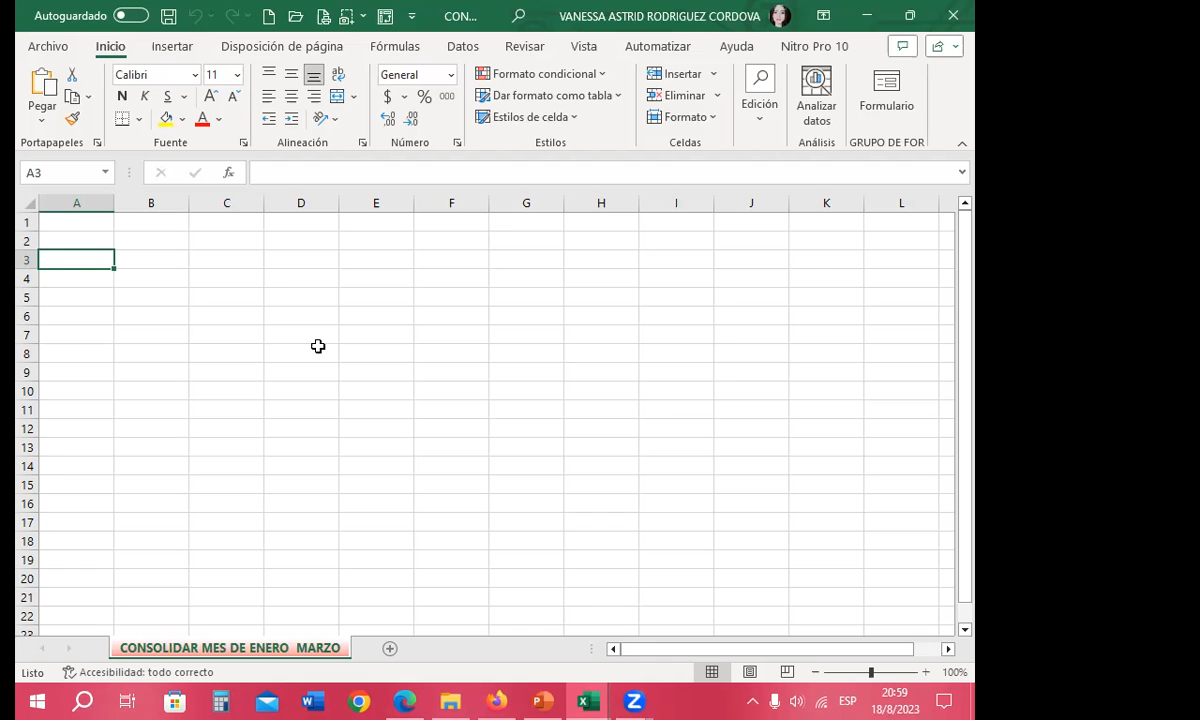 Autoguardado CON... VANESSA ASTRID RODRIGUEZ CORDOVA
Archivo Inicio Insertar Disposición de página Fórmulas Datos Revisar Vista Automatizar Ayuda Nitro Pro 10
Calibri 11 ab General Formato condicional Insertar
Pegar N K S A A $ % 000 Dar formato como tabla Eliminar Edición Analizar datos Formulario
Estilos de celda Formato
Portapapeles Fuente Alineación Número Estilos Celdas Análisis GRUPO DE FOR
A3 fx
A B C D E F G H I J K L
1
2
3
4
5
6
7
8
9
10
11
12
13
14
15
16
17
18
19
20
21
22
23
CONSOLIDAR MES DE ENERO MARZO
Listo Accesibilidad: todo correcto 100%
ESP 20:59
18/8/2023